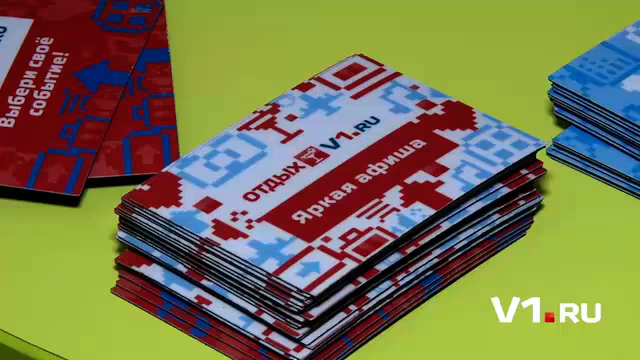 Выбери своё
событие!
ОТДЫХ V1.RU
Яркая афиша
V1.RU